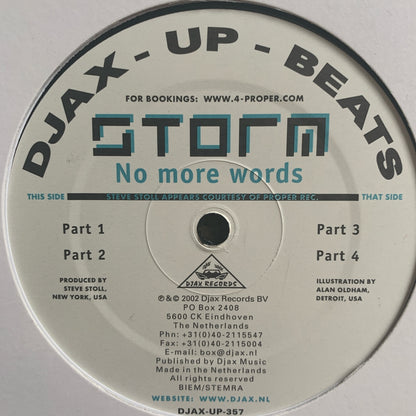 DJAX - UP - BEATS
FOR BOOKINGS: WWW.4-PROPER.COM
STORM
No more words
THIS SIDE
STEVE STOLL APPEARS COURTESY OF PROPER REC.
THAT SIDE
Part 1
Part 2
Part 3
Part 4
PRODUCED BY
STEVE STOLL,
NEW YORK, USA
DJAX RECORDS
ILLUSTRATION BY
ALAN OLDHAM,
DETROIT, USA
℗ & © 2002 Djax Records BV
PO Box 2408
5600 CK Eindhoven
The Netherlands
Phn: +31(0)40-2115547
Fax: +31(0)40-2115004
E-mail: box@djax.nl
Published by Djax Music
Made in the Netherlands
All rights reserved
BIEM/STEMRA
WEBSITE: WWW.DJAX.NL
DJAX-UP-357